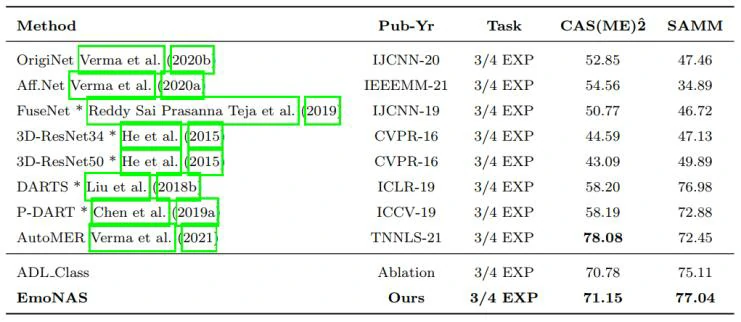 Method Pub-Yr Task CAS(ME)^2 SAMM
OrigiNet Verma et al. (2020b) IJCNN-20 3/4 EXP 52.85 47.46
Aff.Net Verma et al. (2020a) IEEEMM-21 3/4 EXP 54.56 34.89
FuseNet * Reddy Sai Prasanna Teja et al. (2019) IJCNN-19 3/4 EXP 50.77 46.72
3D-ResNet34 * He et al. (2015) CVPR-16 3/4 EXP 44.59 47.13
3D-ResNet50 * He et al. (2015) CVPR-16 3/4 EXP 43.09 49.89
DARTS * Liu et al. (2018b) ICLR-19 3/4 EXP 58.20 76.98
P-DART * Chen et al. (2019a) ICCV-19 3/4 EXP 58.19 72.88
AutoMER Verma et al. (2021) TNNLS-21 3/4 EXP 78.08 72.45
ADL_Class Ablation 3/4 EXP 70.78 75.11
EmoNAS Ours 3/4 EXP 71.15 77.04